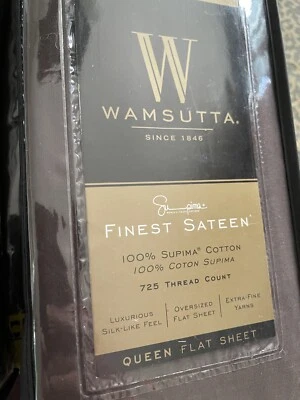 W
WAMSUTTA®
SINCE 1846
Supima®
FINEST SATEEN®
100% SUPIMA® COTTON
100% COTON SUPIMA
725 THREAD COUNT
LUXURIOUS SILK-LIKE FEEL
OVERSIZED FLAT SHEET
EXTRA-FINE YARNS
QUEEN FLAT SHEET